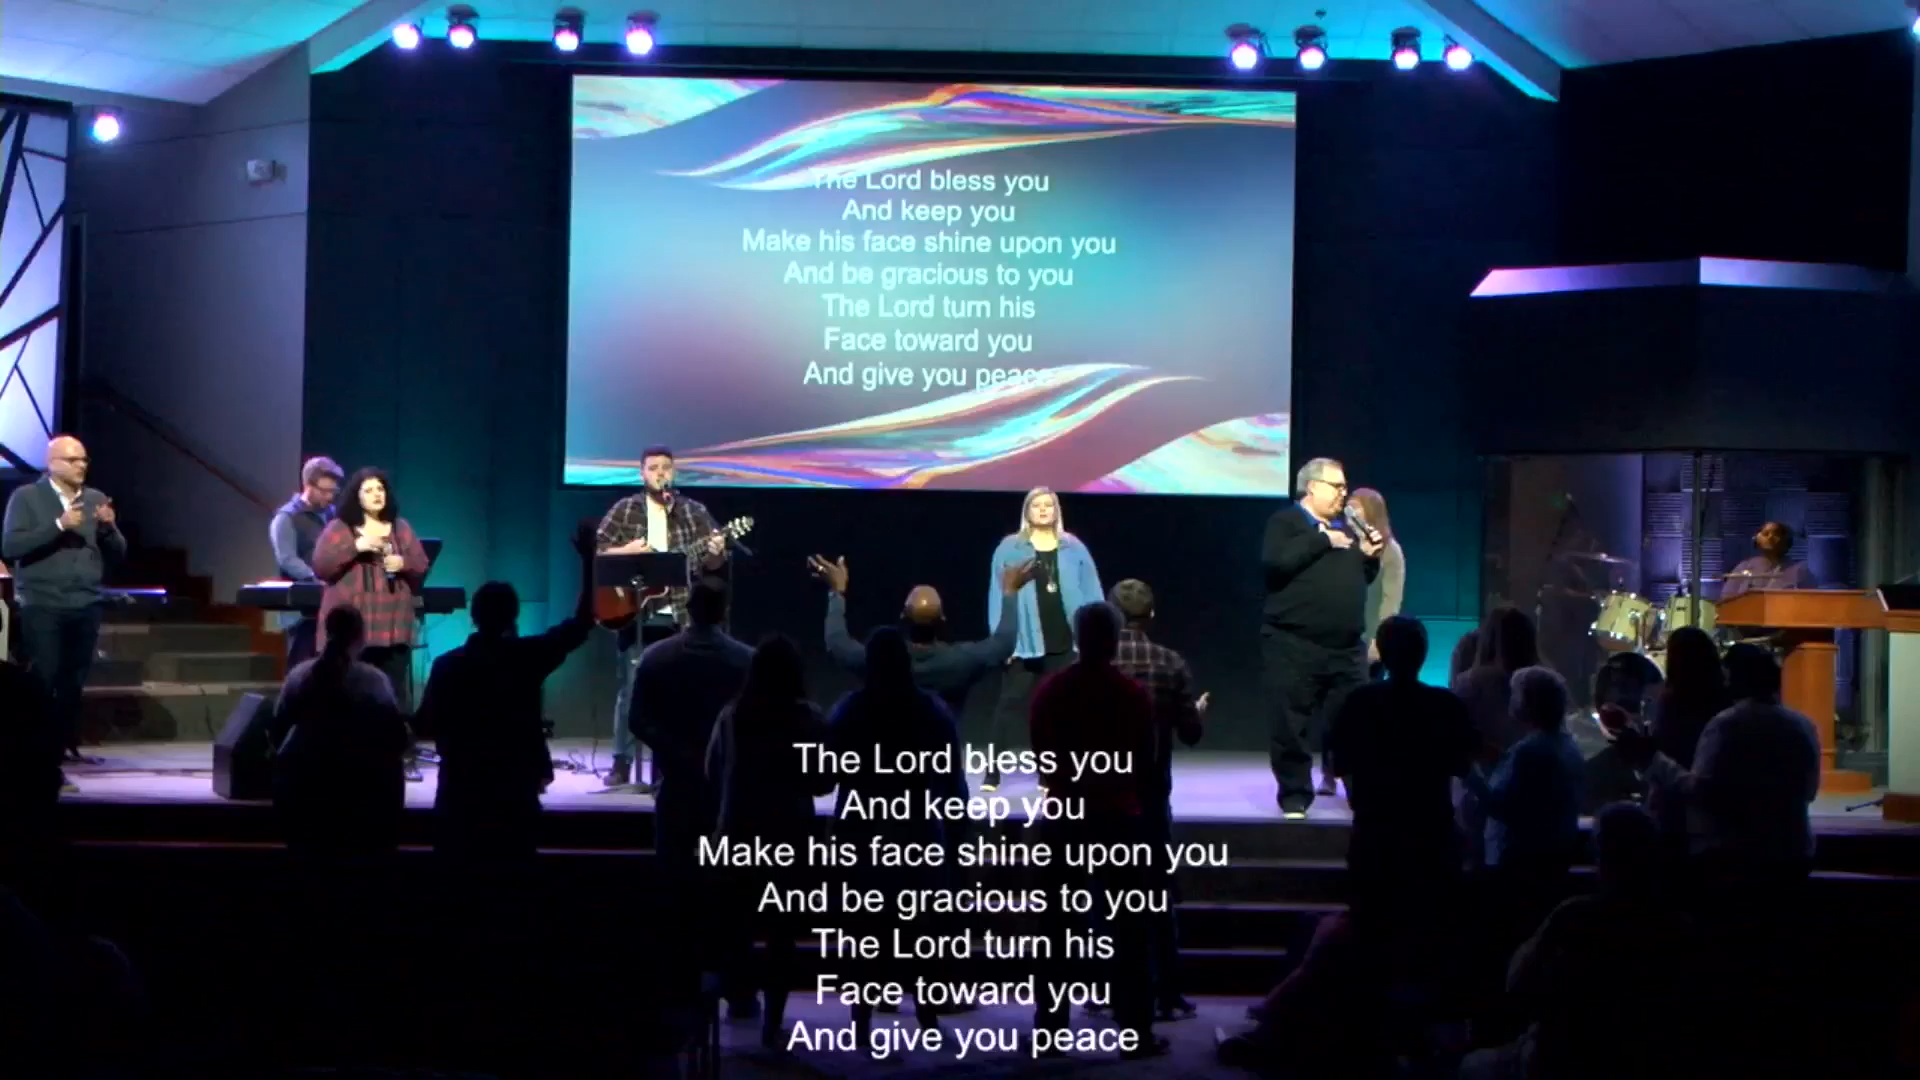 The Lord bless you
And keep you
Make his face shine upon you
And be gracious to you
The Lord turn his
Face toward you
And give you peace
The Lord bless you
And keep you
Make his face shine upon you
And be gracious to you
The Lord turn his
Face toward you
And give you peace